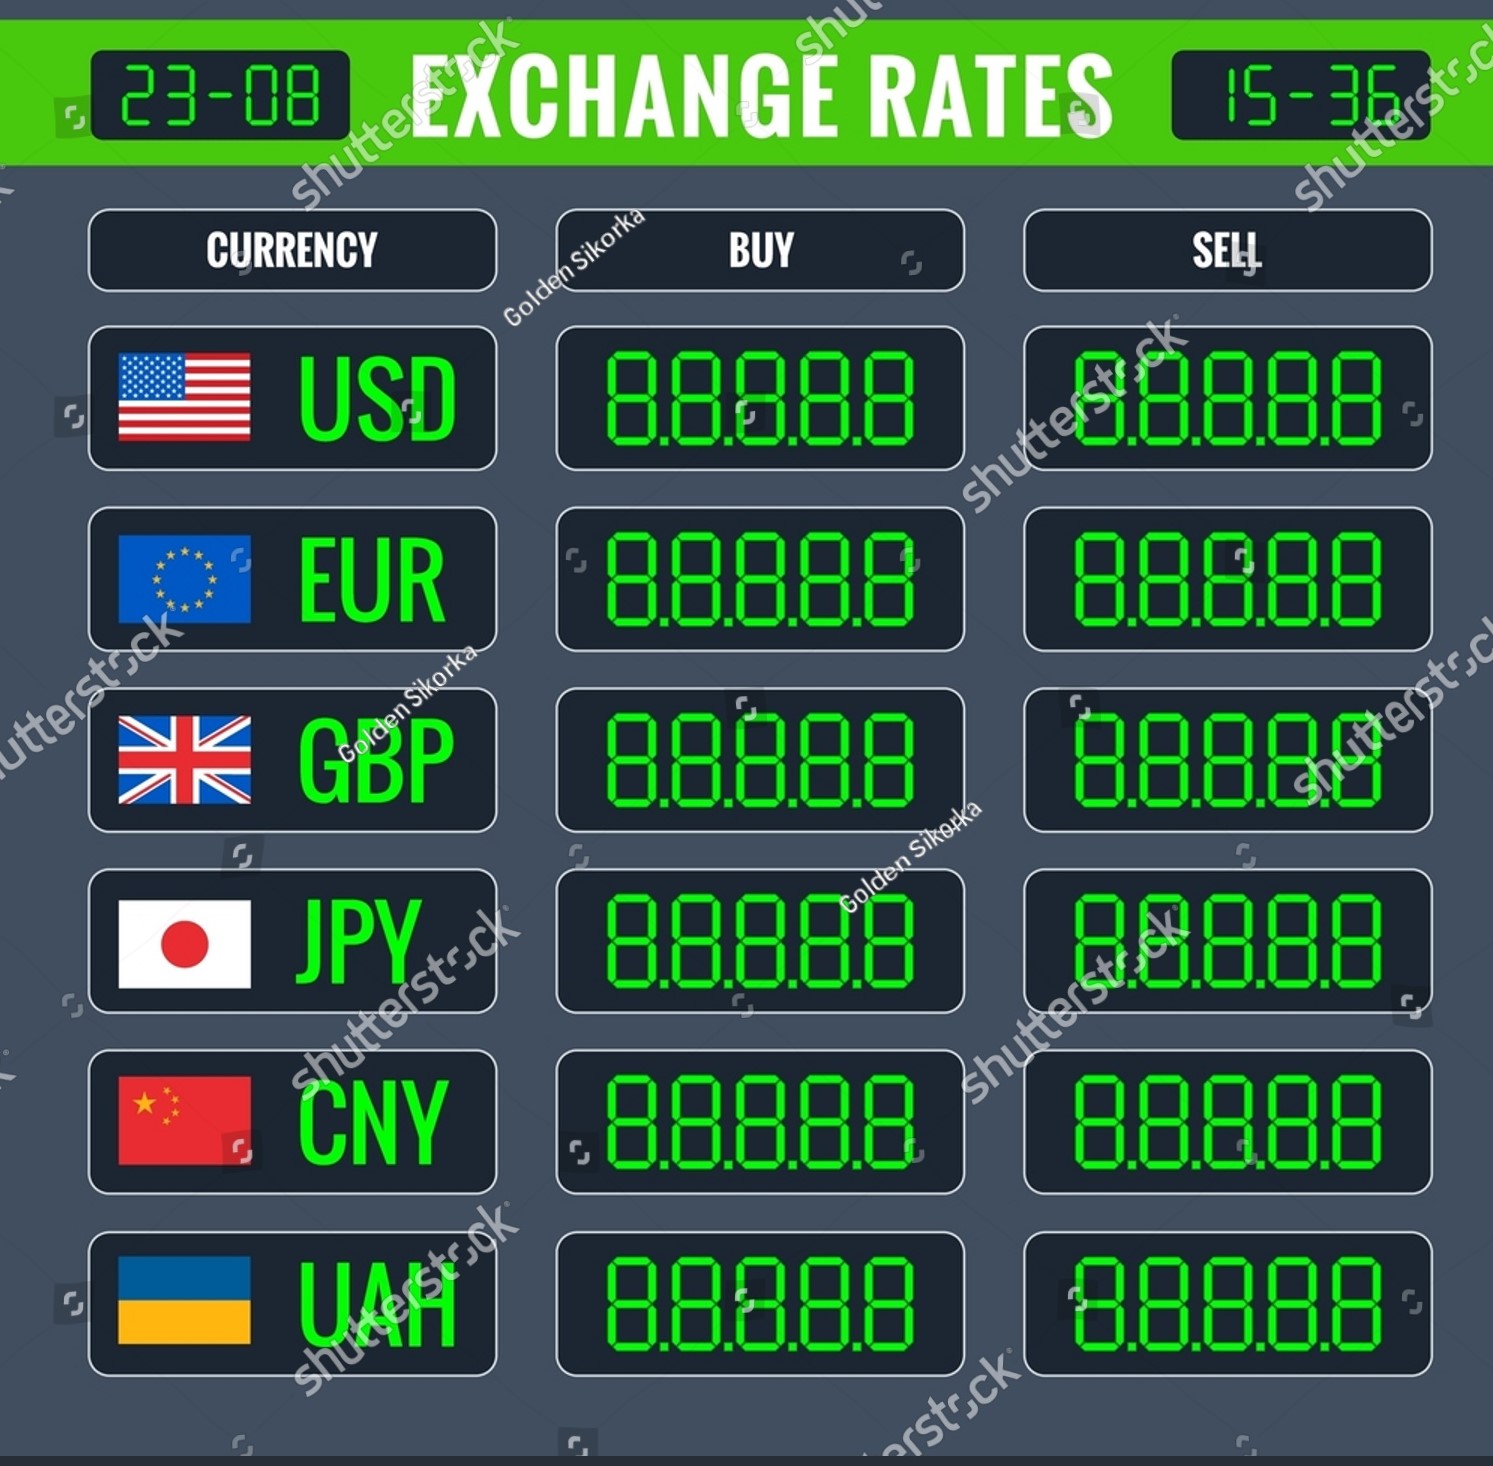 23-08 EXCHANGE RATES 15-36
CURRENCY BUY SELL
USD 8.8.8.8.8 8.8.8.8.8
EUR 8.8.8.8.8 8.8.8.8.8
GBP 8.8.8.8.8 8.8.8.8.8
JPY 8.8.8.8.8 8.8.8.8.8
CNY 8.8.8.8.8 8.8.8.8.8
UAH 8.8.8.8.8 8.8.8.8.8
shutterstock
shutterstock
shutterstock
Golden Sikorka
shutterstock
shutterstock
Golden Sikorka
shutterstock
Golden Sikorka
shutterstock
shutterstock
shutterstock
shutterstock